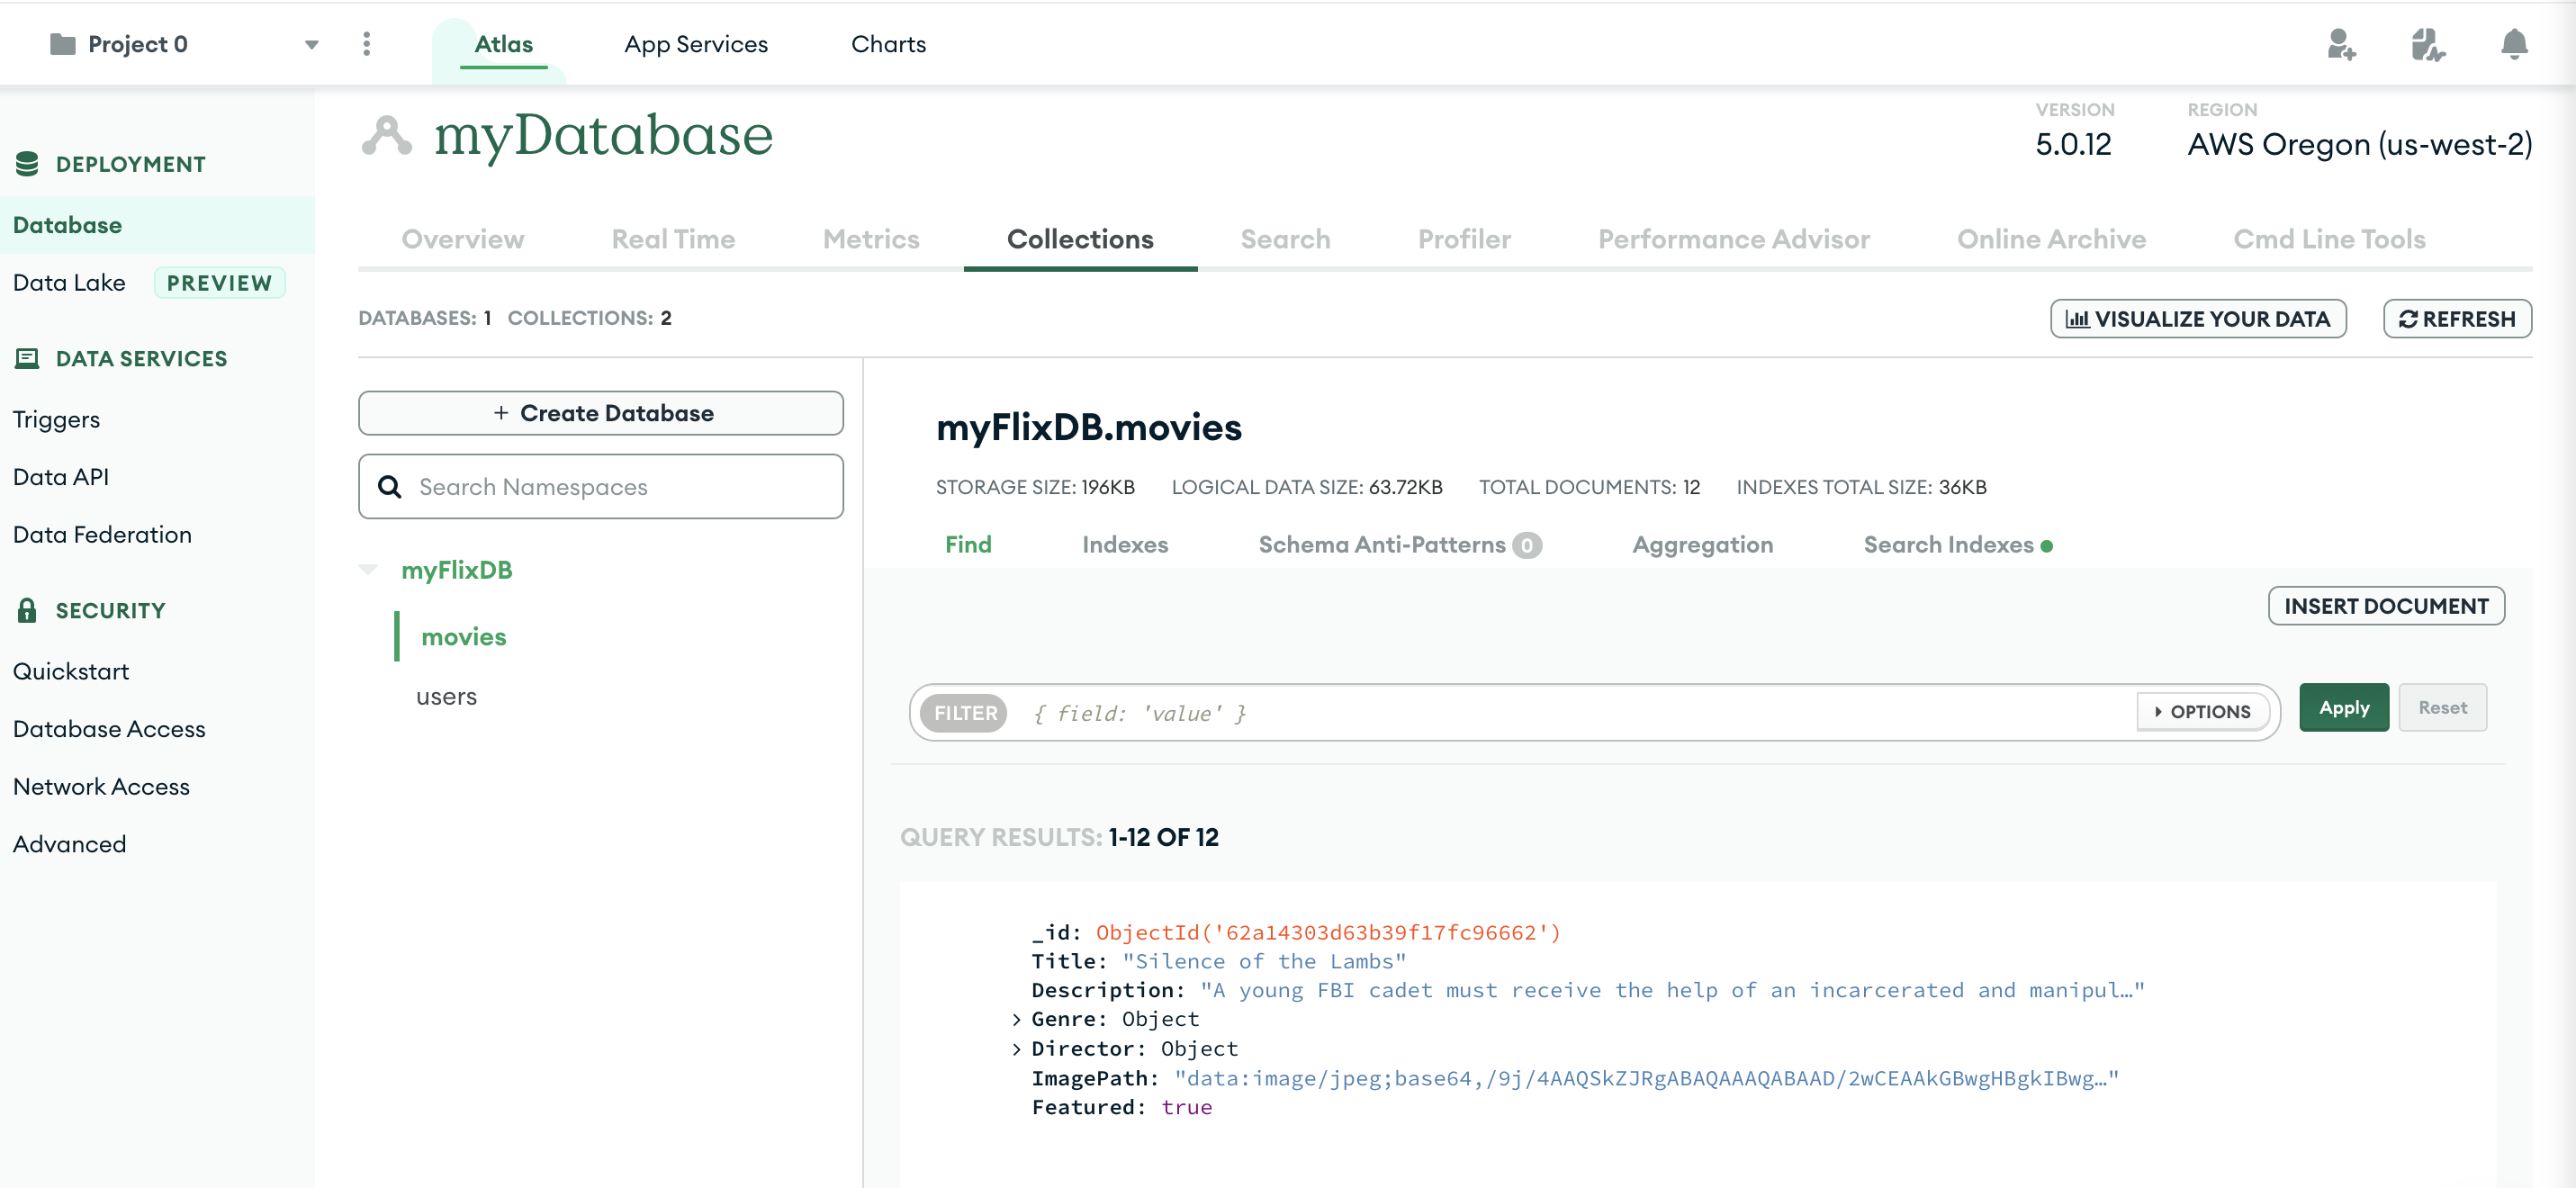 Project 0
Atlas
App Services
Charts
myDatabase
VERSION
5.0.12
REGION
AWS Oregon (us-west-2)
DEPLOYMENT
Database
Data Lake PREVIEW
DATA SERVICES
Triggers
Data API
Data Federation
SECURITY
Quickstart
Database Access
Network Access
Advanced
Overview
Real Time
Metrics
Collections
Search
Profiler
Performance Advisor
Online Archive
Cmd Line Tools
DATABASES: 1 COLLECTIONS: 2
VISUALIZE YOUR DATA
REFRESH
+ Create Database
Search Namespaces
myFlixDB
movies
users
myFlixDB.movies
STORAGE SIZE: 196KB LOGICAL DATA SIZE: 63.72KB TOTAL DOCUMENTS: 12 INDEXES TOTAL SIZE: 36KB
Find
Indexes
Schema Anti-Patterns 0
Aggregation
Search Indexes
INSERT DOCUMENT
FILTER { field: 'value' }
OPTIONS
Apply
Reset
QUERY RESULTS: 1-12 OF 12
_id: ObjectId('62a14303d63b39f17fc96662')
Title: "Silence of the Lambs"
Description: "A young FBI cadet must receive the help of an incarcerated and manipul…"
> Genre: Object
> Director: Object
ImagePath: "data:image/jpeg;base64,/9j/4AAQSkZJRgABAQAAAQABAAD/2wCEAAkGBwgHBgkIBwg…"
Featured: true